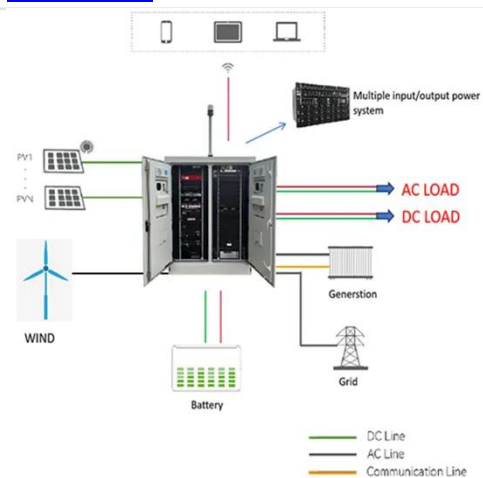 Multiple input/output power
system
PV1
PVN
AC LOAD
DC LOAD
Generstion
WIND
Grid
Battery
DC Line
AC Line
Communication Line